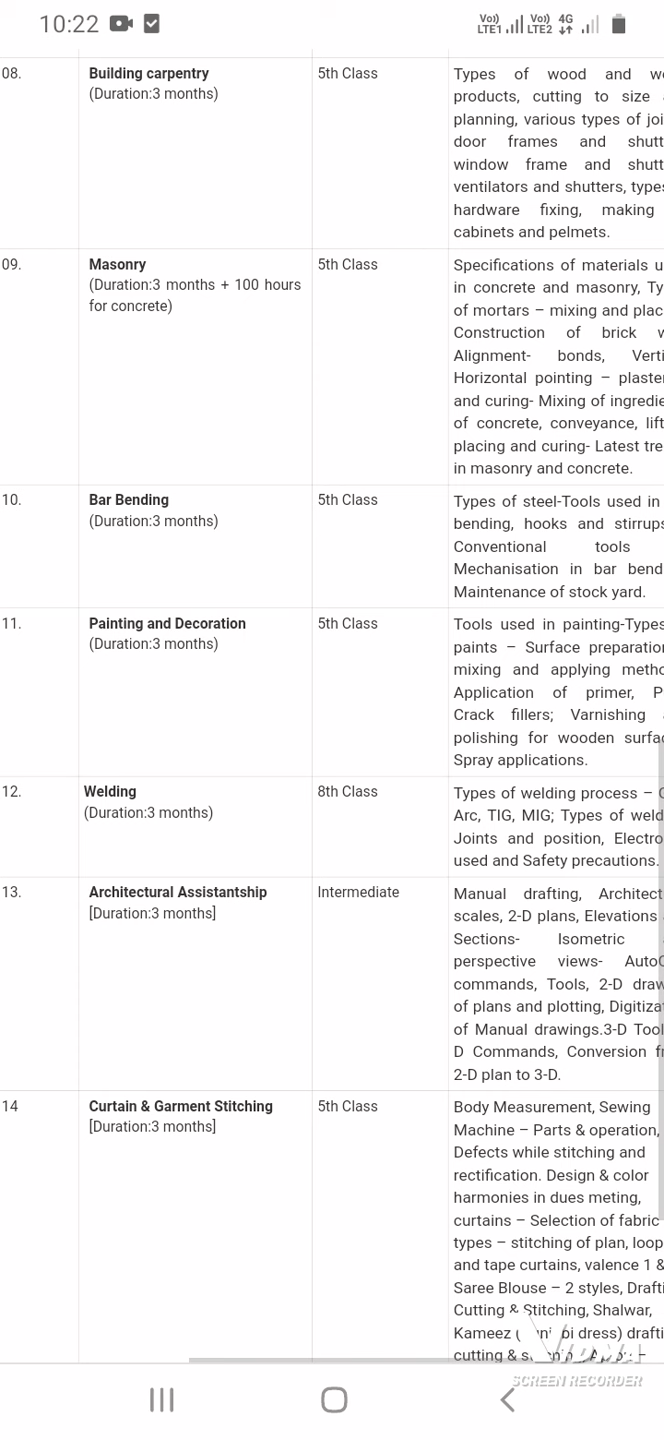 10:22 Vo) LTE1 Vo) LTE2 4G
08. Building carpentry 5th Class Types of wood and
(Duration:3 months) products, cutting to size
planning, various types of
door frames and
window frame and
ventilators and shutters,
hardware fixing, making
cabinets and pelmets.
09. Masonry 5th Class Specifications of materials
(Duration:3 months + 100 hours in concrete and masonry,
for concrete) of mortars – mixing and
Construction of brick
Alignment- bonds,
Horizontal pointing –
and curing- Mixing of
of concrete, conveyance,
placing and curing- Latest
in masonry and concrete.
10. Bar Bending 5th Class Types of steel-Tools used in
(Duration:3 months) bending, hooks and
Conventional tools
Mechanisation in bar
Maintenance of stock yard.
11. Painting and Decoration 5th Class Tools used in painting-Types
(Duration:3 months) paints – Surface
mixing and applying
Application of primer,
Crack fillers; Varnishing
polishing for wooden
Spray applications.
12. Welding 8th Class Types of welding process –
(Duration:3 months) Arc, TIG, MIG; Types of
Joints and position,
used and Safety precautions.
13. Architectural Assistantship Intermediate Manual drafting,
[Duration:3 months] scales, 2-D plans, Elevations
Sections- Isometric
perspective views-
commands, Tools, 2-D
of plans and plotting,
of Manual drawings.3-D
D Commands, Conversion
2-D plan to 3-D.
14 Curtain & Garment Stitching 5th Class Body Measurement, Sewing
[Duration:3 months] Machine – Parts & operation,
Defects while stitching and
rectification. Design & color
harmonies in dues meting,
curtains – Selection of fabric
types – stitching of plan, loop
and tape curtains, valence 1 &
Saree Blouse – 2 styles,
Cutting & Stitching, Shalwar,
Kameez ( dress)
cutting &
VIDMA
SCREEN RECORDER